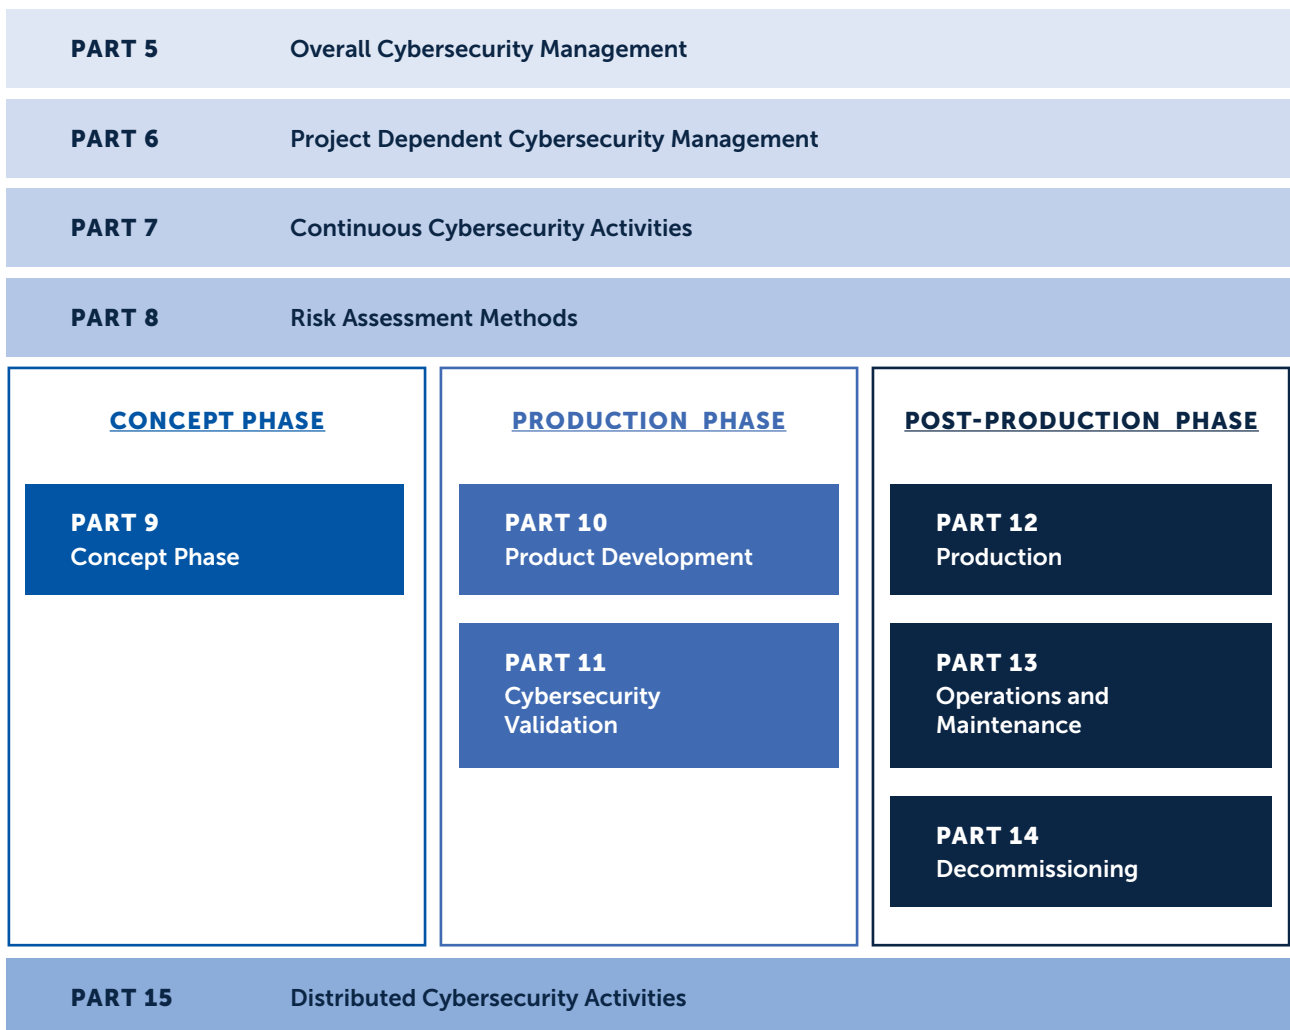 PART 5 Overall Cybersecurity Management
PART 6 Project Dependent Cybersecurity Management
PART 7 Continuous Cybersecurity Activities
PART 8 Risk Assessment Methods
CONCEPT PHASE
PART 9
Concept Phase
PRODUCTION PHASE
PART 10
Product Development
PART 11
Cybersecurity
Validation
POST-PRODUCTION PHASE
PART 12
Production
PART 13
Operations and
Maintenance
PART 14
Decommissioning
PART 15 Distributed Cybersecurity Activities